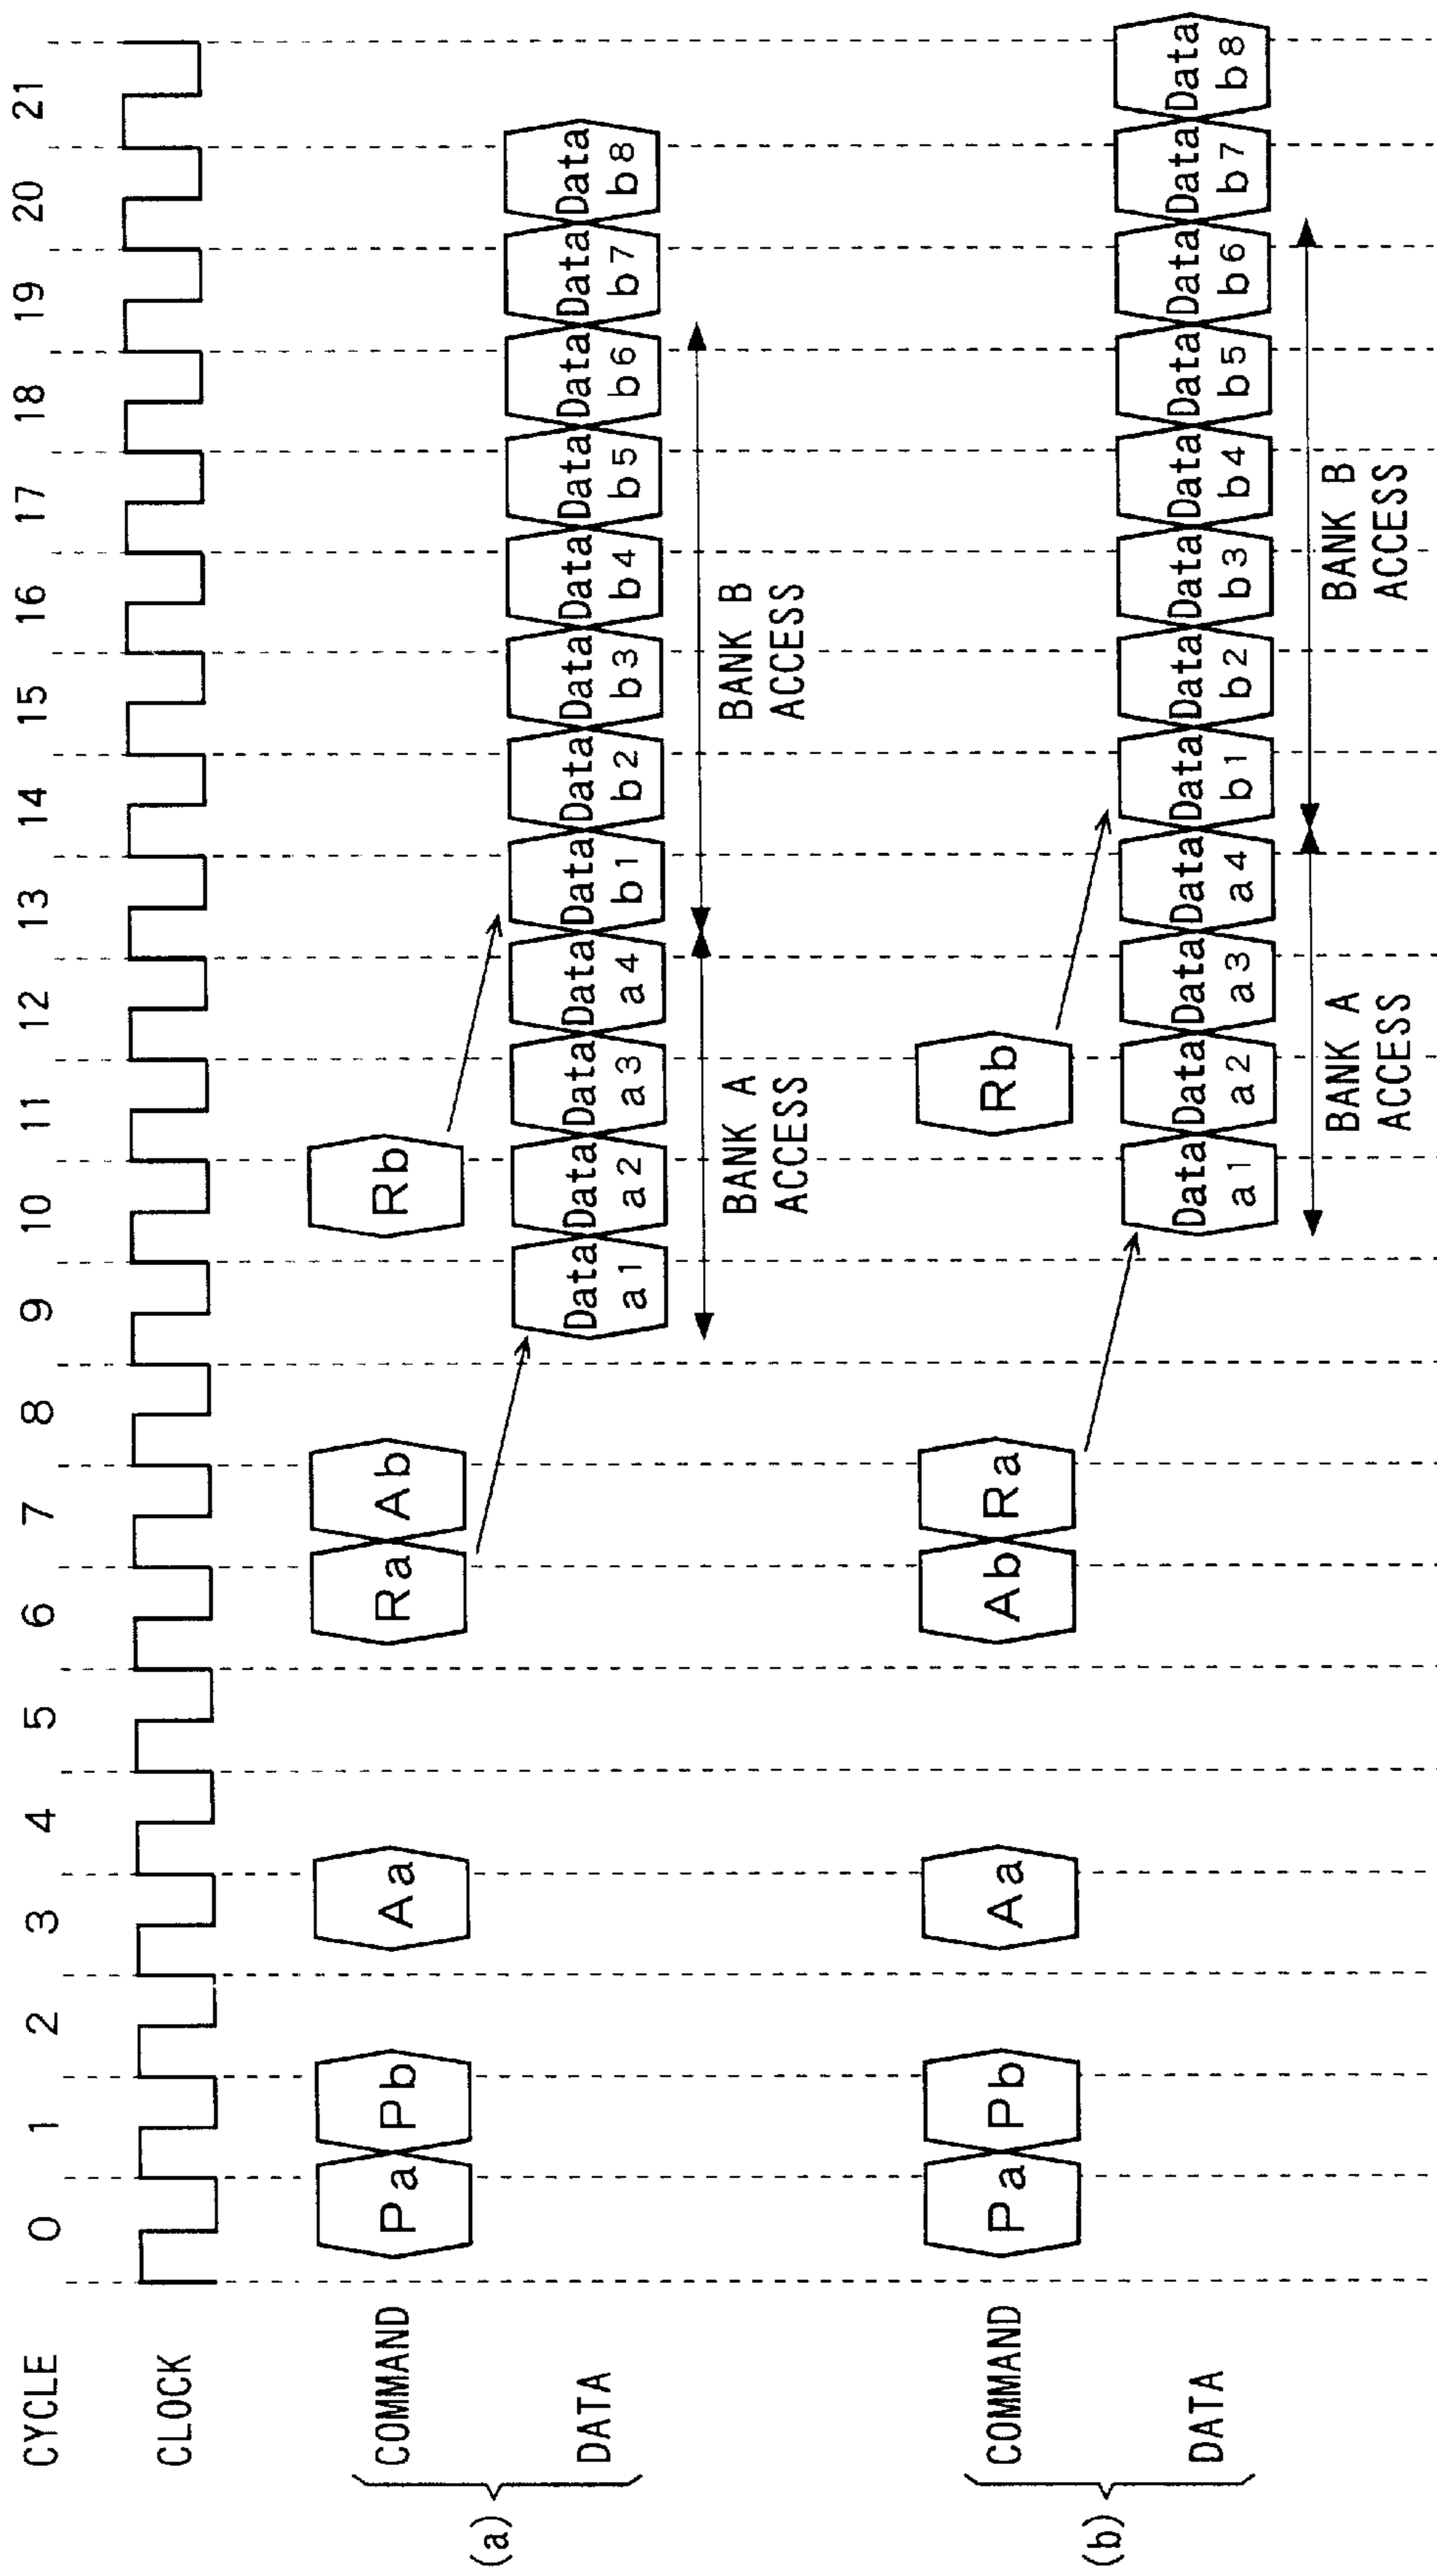 CYCLE 0 1 2 3 4 5 6 7 8 9 10 11 12 13 14 15 16 17 18 19 20 21
CLOCK
(a)
COMMAND Pa Pb Aa Ra Ab Rb
DATA Data a1 Data a2 Data a3 Data a4 Data b1 Data b2 Data b3 Data b4 Data b5 Data b6 Data b7 Data b8
BANK A ACCESS
BANK B ACCESS
(b)
COMMAND Pa Pb Aa Ab Ra Rb
DATA Data a1 Data a2 Data a3 Data a4 Data b1 Data b2 Data b3 Data b4 Data b5 Data b6 Data b7 Data b8
BANK A ACCESS
BANK B ACCESS